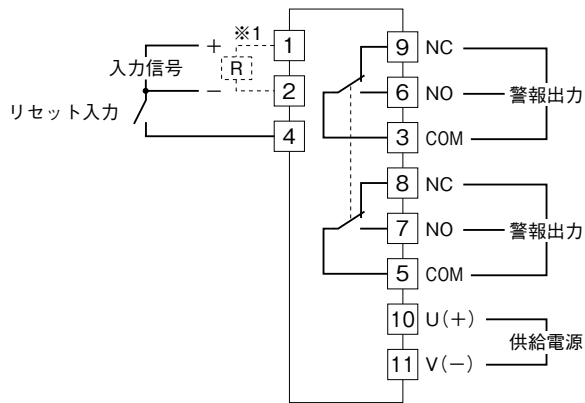 ※1
+
1
入力信号
R
−
2
リセット入力
4
9 NC
6 NO 警報出力
3 COM
8 NC
7 NO 警報出力
5 COM
10 U(+)
供給電源
11 V(−)